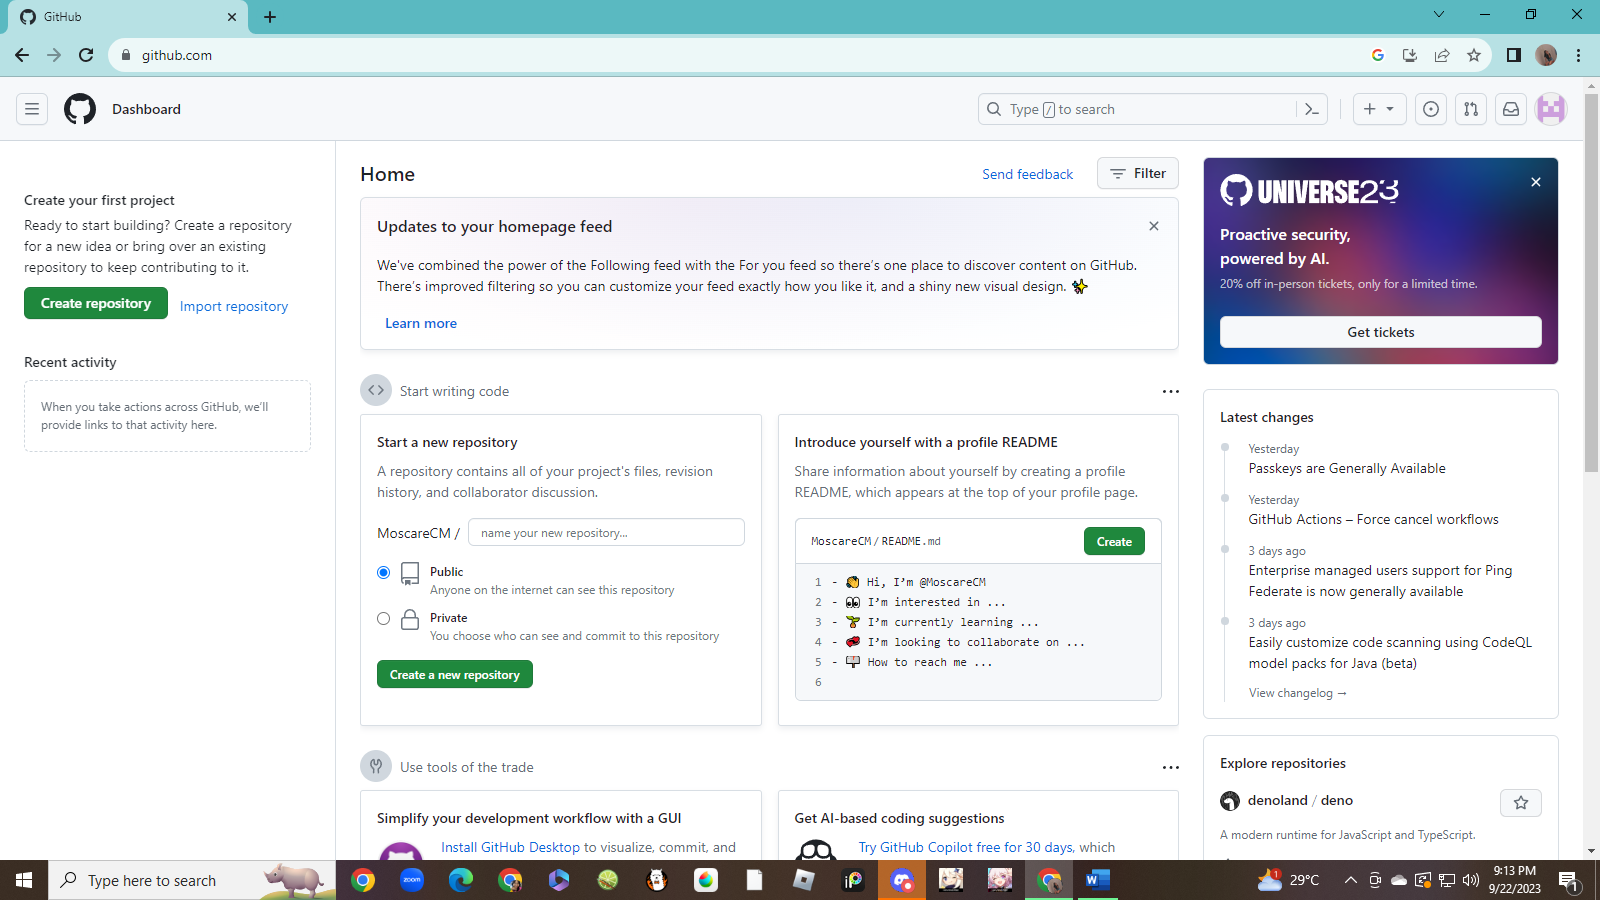 GitHub
github.com
Dashboard
Type / to search
Create your first project
Ready to start building? Create a repository
for a new idea or bring over an existing
repository to keep contributing to it.
Create repository
Import repository
Recent activity
When you take actions across GitHub, we'll
provide links to that activity here.
Home
Send feedback
Filter
Updates to your homepage feed
We've combined the power of the Following feed with the For you feed so there's one place to discover content on GitHub.
There's improved filtering so you can customize your feed exactly how you like it, and a shiny new visual design. ✨
Learn more
Start writing code
Start a new repository
A repository contains all of your project's files, revision
history, and collaborator discussion.
MoscareCM /
name your new repository...
Public
Anyone on the internet can see this repository
Private
You choose who can see and commit to this repository
Create a new repository
Introduce yourself with a profile README
Share information about yourself by creating a profile
README, which appears at the top of your profile page.
MoscareCM / README.md
Create
1 - 👋 Hi, I'm @MoscareCM
2 - 👀 I'm interested in ...
3 - 🌱 I'm currently learning ...
4 - 💞️ I'm looking to collaborate on ...
5 - 📫 How to reach me ...
6
Use tools of the trade
Simplify your development workflow with a GUI
Install GitHub Desktop to visualize, commit, and
Get AI-based coding suggestions
Try GitHub Copilot free for 30 days, which
UNIVERSE23
Proactive security,
powered by AI.
20% off in-person tickets, only for a limited time.
Get tickets
Latest changes
Yesterday
Passkeys are Generally Available
Yesterday
GitHub Actions – Force cancel workflows
3 days ago
Enterprise managed users support for Ping
Federate is now generally available
3 days ago
Easily customize code scanning using CodeQL
model packs for Java (beta)
View changelog →
Explore repositories
denoland / deno
A modern runtime for JavaScript and TypeScript.
Type here to search
zoom
iP
W
1
29°C
9:13 PM
9/22/2023
1